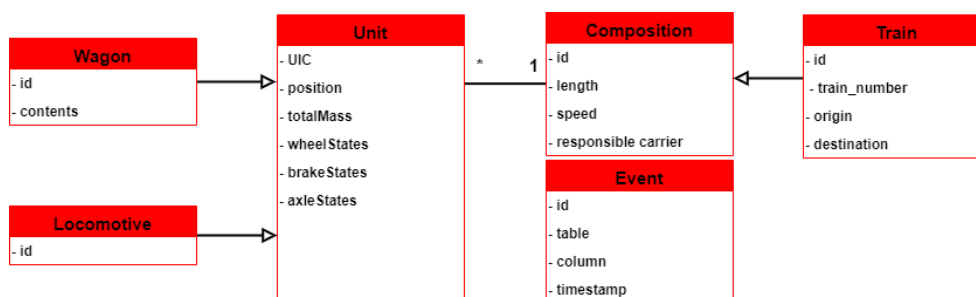 Wagon
- id
- contents
Locomotive
- id
Unit
- UIC
- position
- totalMass
- wheelStates
- brakeStates
- axleStates
* 1
Composition
- id
- length
- speed
- responsible carrier
Event
- id
- table
- column
- timestamp
Train
- id
- train_number
- origin
- destination